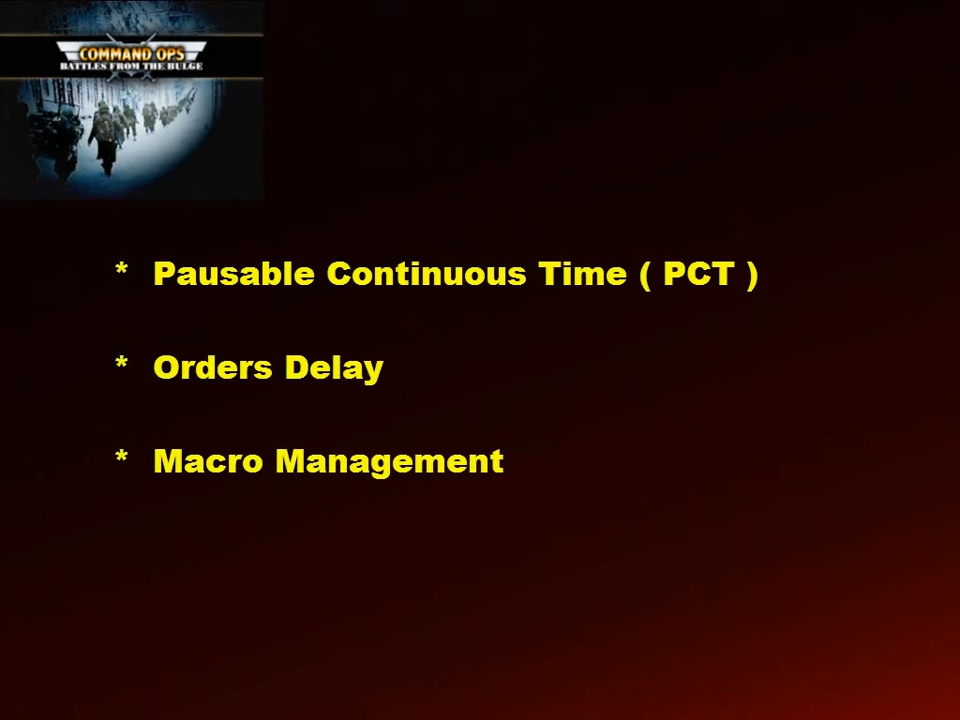 COMMAND OPS
BATTLES FROM THE BULGE
* Pausable Continuous Time ( PCT )
* Orders Delay
* Macro Management